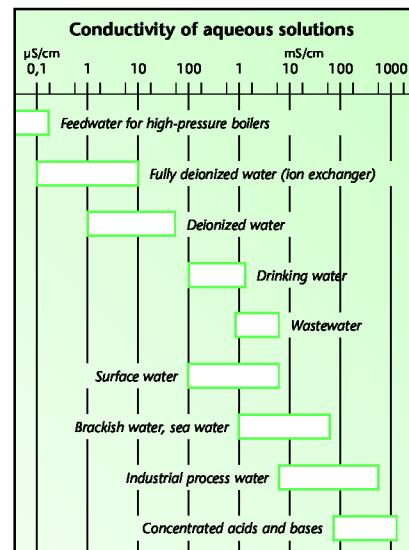 Conductivity of aqueous solutions
µS/cm mS/cm
0,1 1 10 100 1 10 100 1000
Feedwater for high-pressure boilers
Fully deionized water (ion exchanger)
Deionized water
Drinking water
Wastewater
Surface water
Brackish water, sea water
Industrial process water
Concentrated acids and bases